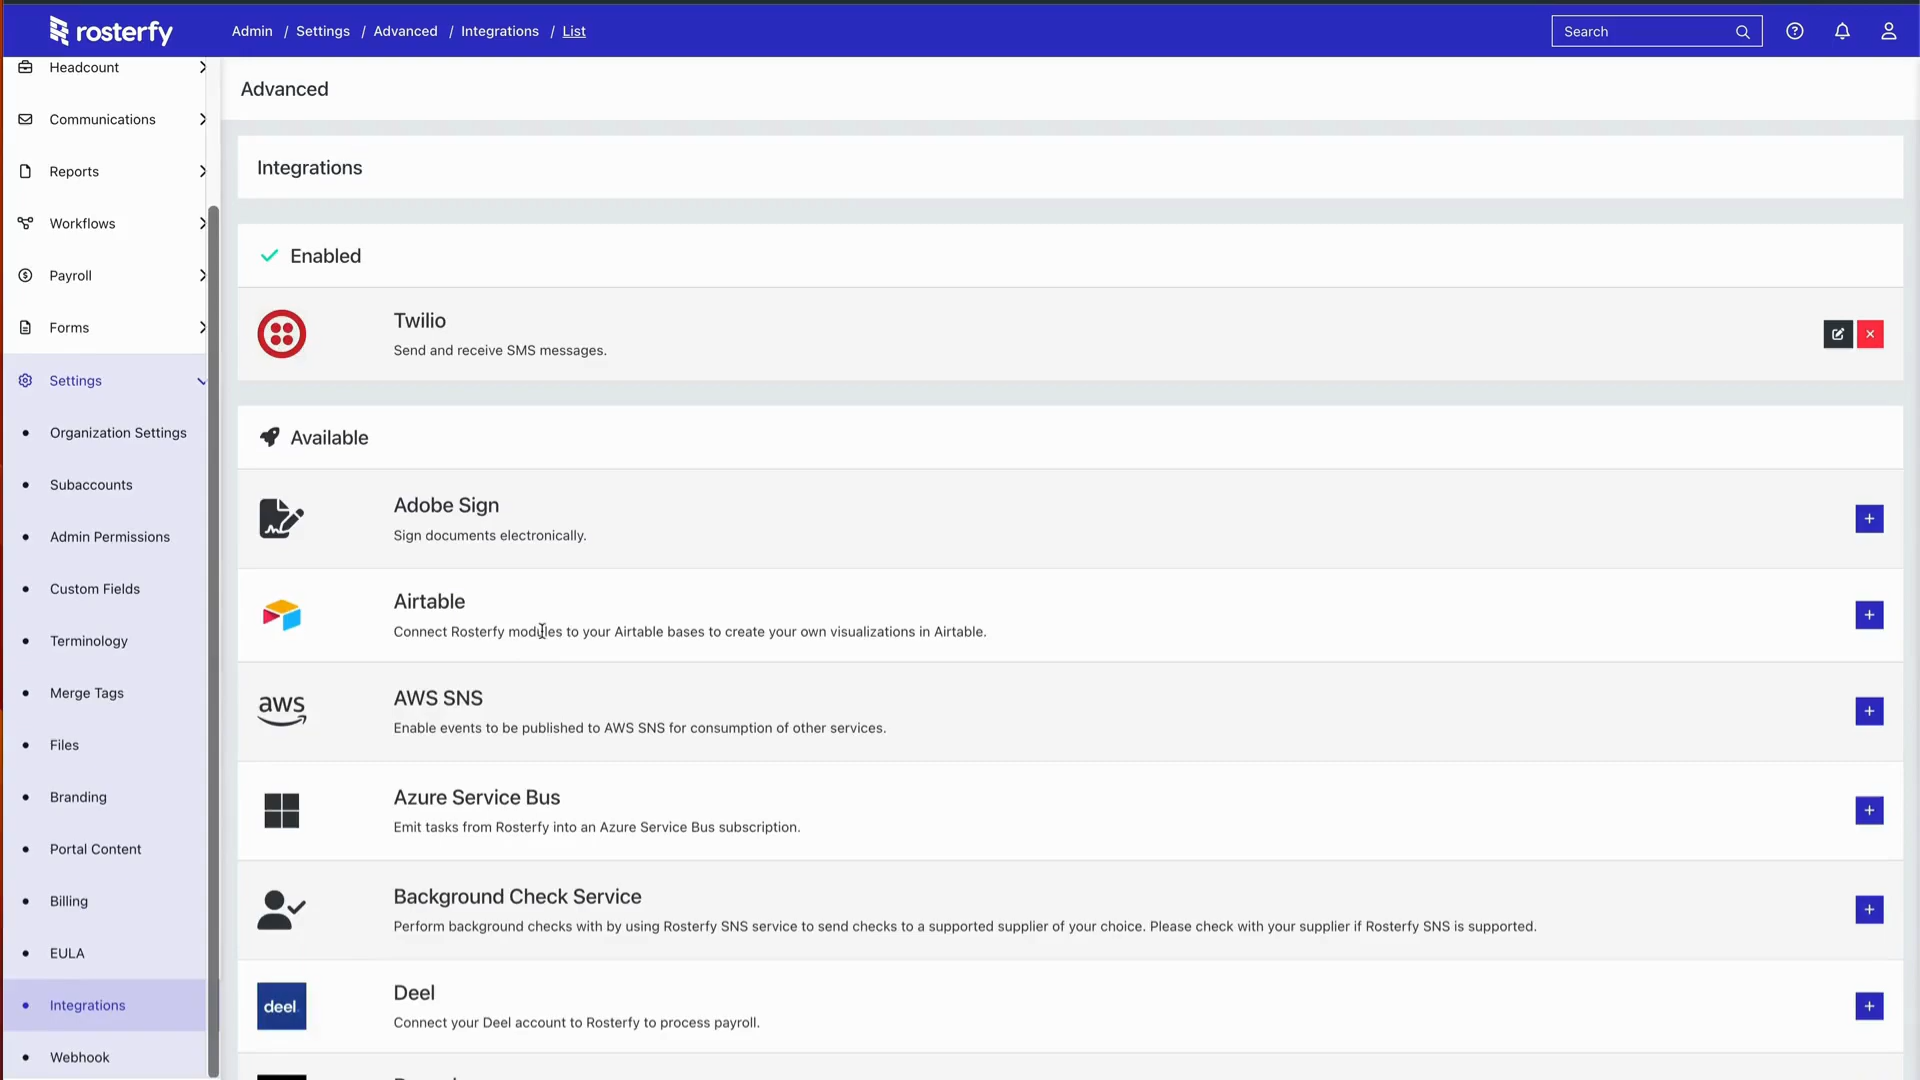 rosterfy
Admin / Settings / Advanced / Integrations / List
Search
Headcount
Communications
Reports
Workflows
Payroll
Forms
Settings
Organization Settings
Subaccounts
Admin Permissions
Custom Fields
Terminology
Merge Tags
Files
Branding
Portal Content
Billing
EULA
Integrations
Webhook
Advanced
Integrations
Enabled
Twilio
Send and receive SMS messages.
Available
Adobe Sign
Sign documents electronically.
Airtable
Connect Rosterfy modules to your Airtable bases to create your own visualizations in Airtable.
aws
AWS SNS
Enable events to be published to AWS SNS for consumption of other services.
Azure Service Bus
Emit tasks from Rosterfy into an Azure Service Bus subscription.
Background Check Service
Perform background checks with by using Rosterfy SNS service to send checks to a supported supplier of your choice. Please check with your supplier if Rosterfy SNS is supported.
deel.
Deel
Connect your Deel account to Rosterfy to process payroll.